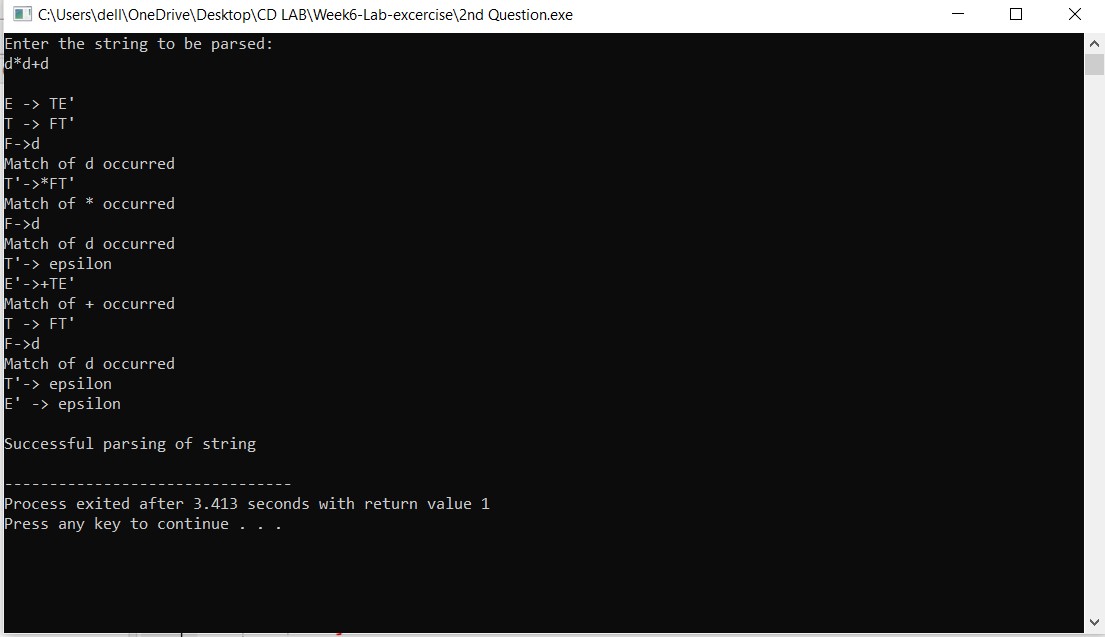 C:\Users\dell\OneDrive\Desktop\CD LAB\Week6-Lab-excercise\2nd Question.exe
Enter the string to be parsed:
d*d+d
E -> TE'
T -> FT'
F->d
Match of d occurred
T'->*FT'
Match of * occurred
F->d
Match of d occurred
T'-> epsilon
E'->+TE'
Match of + occurred
T -> FT'
F->d
Match of d occurred
T'-> epsilon
E' -> epsilon
Successful parsing of string
--------------------------------
Process exited after 3.413 seconds with return value 1
Press any key to continue . . .